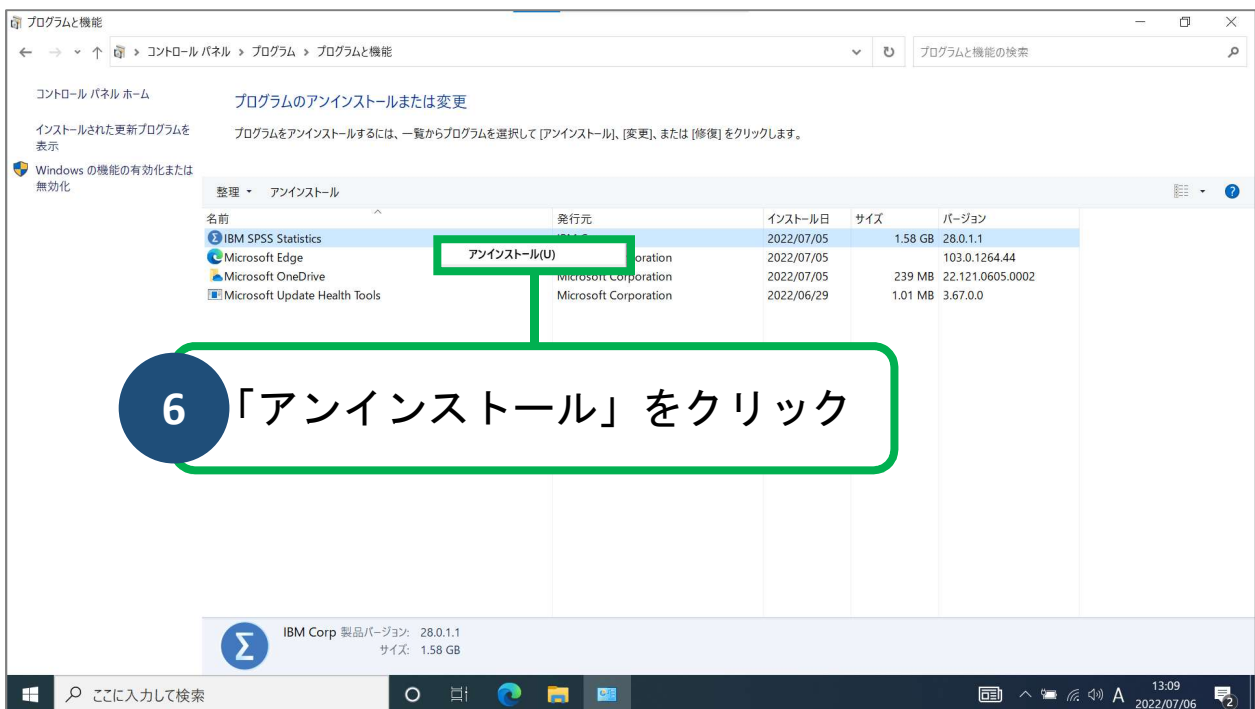 プログラムと機能
コントロール パネル > プログラム > プログラムと機能
プログラムと機能の検索
コントロール パネル ホーム
インストールされた更新プログラムを
表示
Windows の機能の有効化または
無効化
プログラムのアンインストールまたは変更
プログラムをアンインストールするには、一覧からプログラムを選択して [アンインストール]、[変更]、または [修復] をクリックします。
整理 アンインストール
名前 発行元 インストール日 サイズ バージョン
IBM SPSS Statistics 2022/07/05 1.58 GB 28.0.1.1
アンインストール(U)
Microsoft Edge oration 2022/07/05 103.0.1264.44
Microsoft OneDrive Microsoft Corporation 2022/07/05 239 MB 22.121.0605.0002
Microsoft Update Health Tools Microsoft Corporation 2022/06/29 1.01 MB 3.67.0.0
6 「アンインストール」をクリック
IBM Corp 製品バージョン: 28.0.1.1
サイズ: 1.58 GB
ここに入力して検索
A 13:09
2022/07/06 2